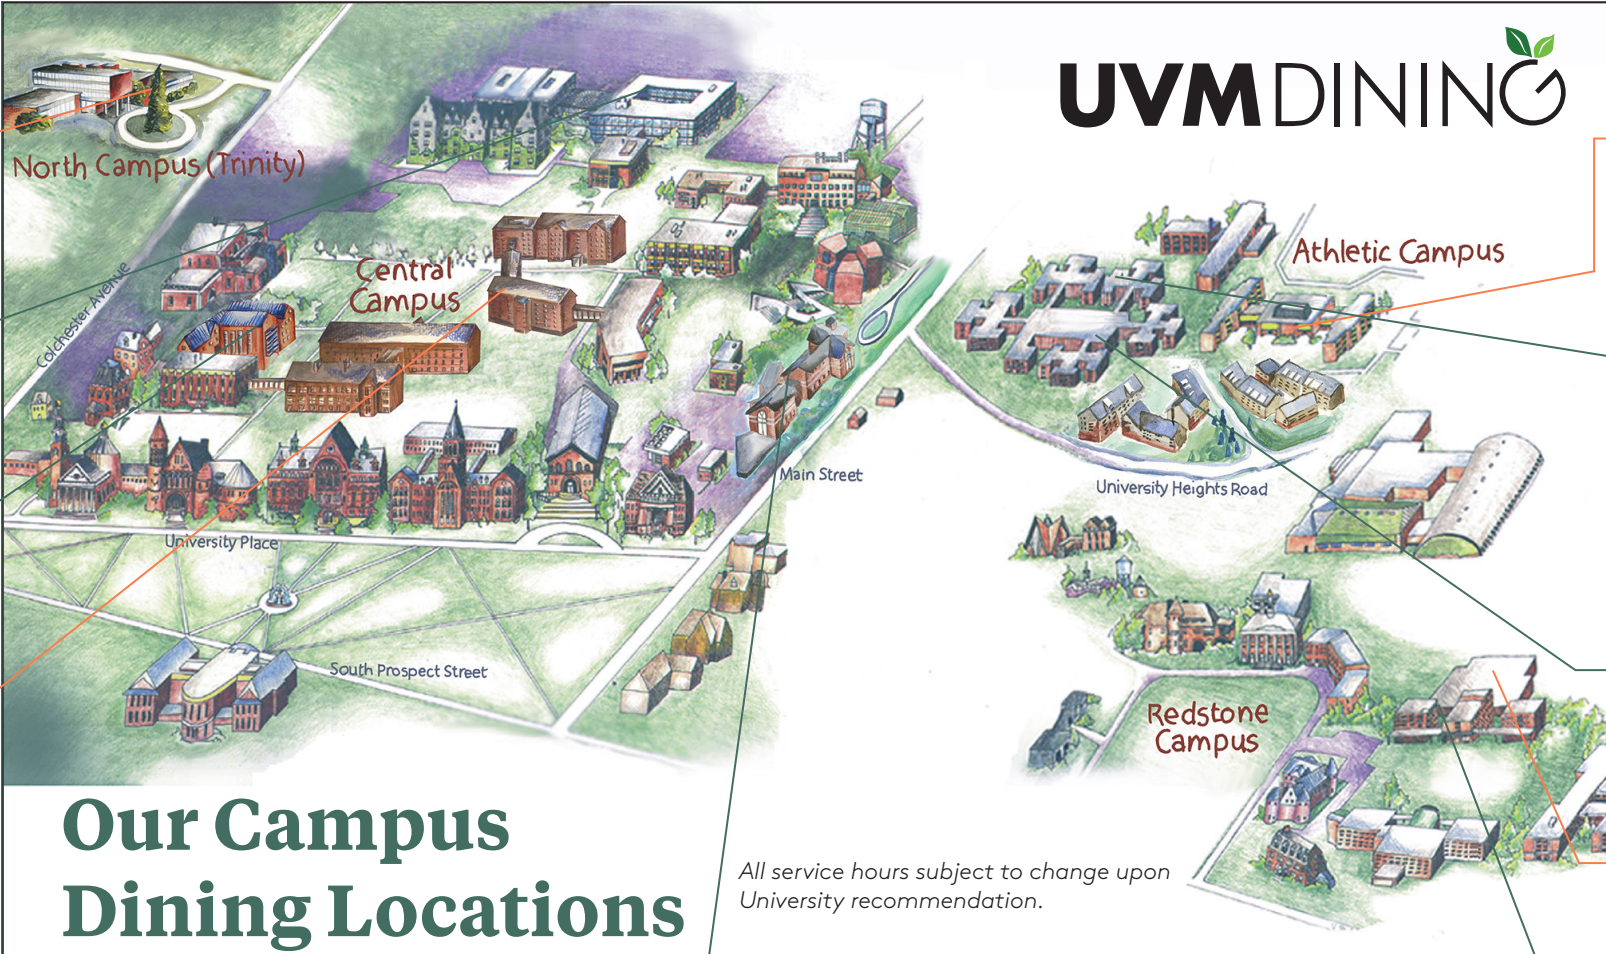 UVMDINING
North Campus (Trinity)
Athletic Campus
Central
Campus
Colchester Avenue
Main Street
University Heights Road
University Place
South Prospect Street
Redstone
Campus
Our Campus
Dining Locations
All service hours subject to change upon
University recommendation.